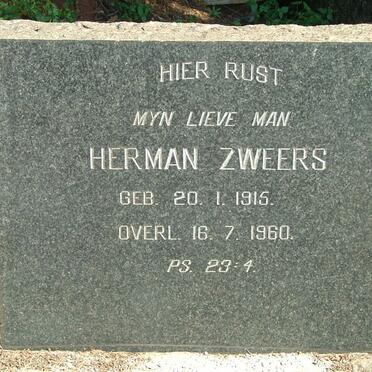 HIER RUST
MYN LIEVE MAN
HERMAN ZWEERS
GEB. 20. 1. 1915.
OVERL. 16. 7. 1960.
PS. 23:4.